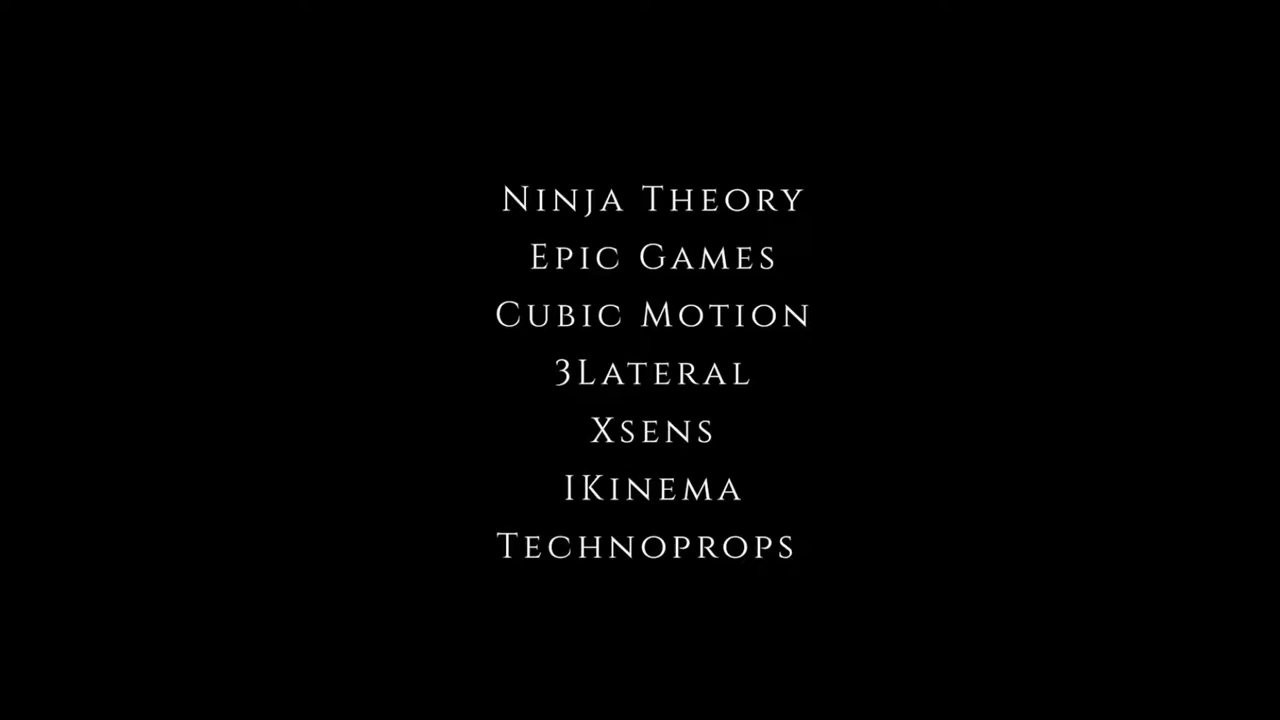 Ninja Theory
Epic Games
Cubic Motion
3Lateral
Xsens
IKinema
Technoprops